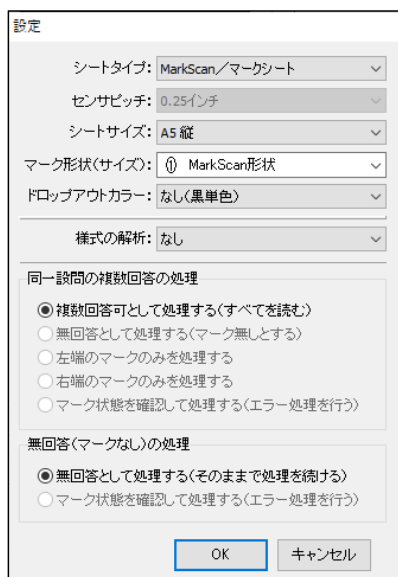 設定
シートタイプ: MarkScan／マークシート
センサピッチ: 0.25インチ
シートサイズ: A5 縦
マーク形状(サイズ): ① MarkScan形状
ドロップアウトカラー: なし(黒単色)
様式の解析: なし
同一設問の複数回答の処理
複数回答可として処理する(すべてを読む)
無回答として処理する(マーク無しとする)
左端のマークのみを処理する
右端のマークのみを処理する
マーク状態を確認して処理する(エラー処理を行う)
無回答(マークなし)の処理
無回答として処理する(そのままで処理を続ける)
マーク状態を確認して処理する(エラー処理を行う)
OK キャンセル